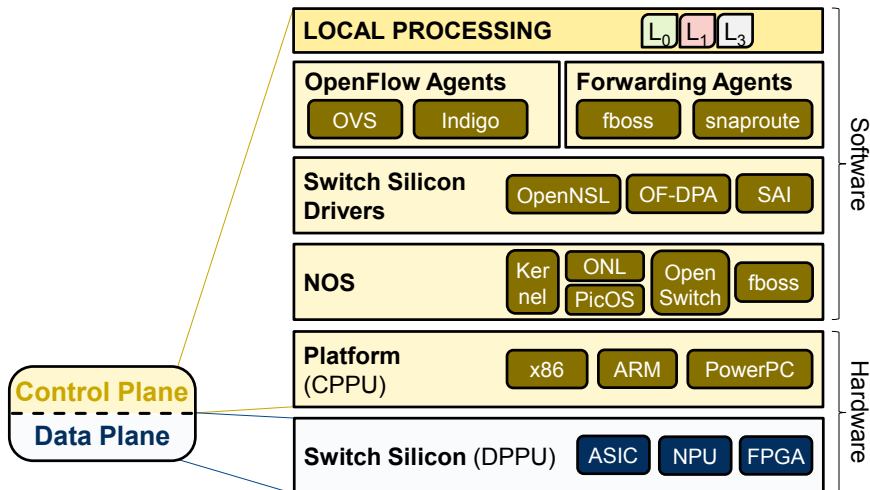 LOCAL PROCESSING
L0 L1 L3
OpenFlow Agents
OVS Indigo
Forwarding Agents
fboss snaproute
Software
Switch Silicon
Drivers
OpenNSL OF-DPA SAI
NOS
Ker
nel
ONL
PicOS
Open
Switch
fboss
Platform
(CPPU)
x86 ARM PowerPC
Hardware
Control Plane
Data Plane
Switch Silicon (DPPU)
ASIC NPU FPGA